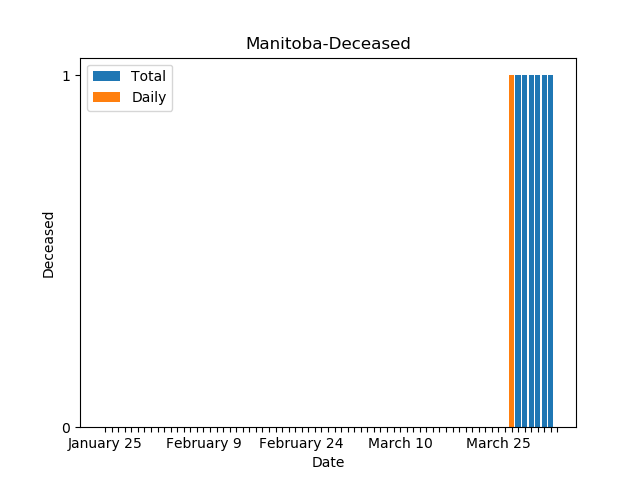 Manitoba-Deceased
Total
Daily
1
0
Deceased
January 25 February 9 February 24 March 10 March 25
Date